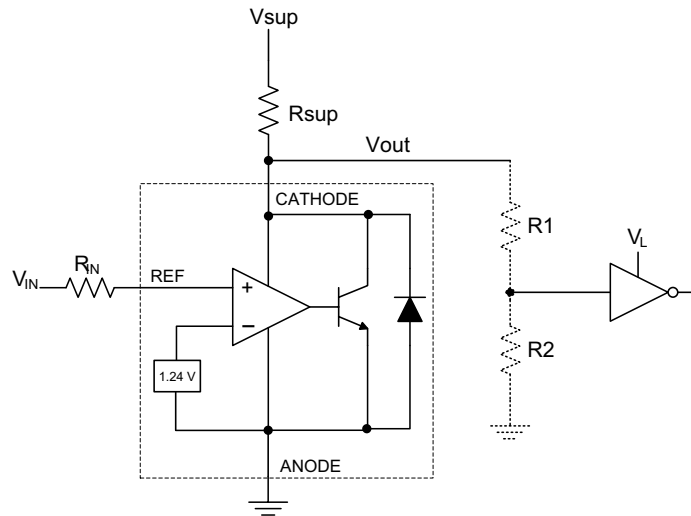 Vsup
Rsup
Vout
CATHODE
R1
RIN
VL
VIN
REF
+
–
R2
1.24 V
ANODE